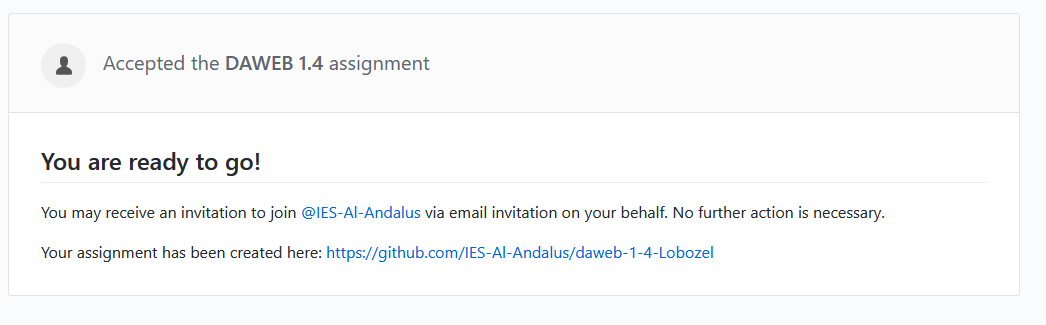 Accepted the DAWEB 1.4 assignment
You are ready to go!
You may receive an invitation to join @IES-Al-Andalus via email invitation on your behalf. No further action is necessary.
Your assignment has been created here: https://github.com/IES-Al-Andalus/daweb-1-4-Lobozel